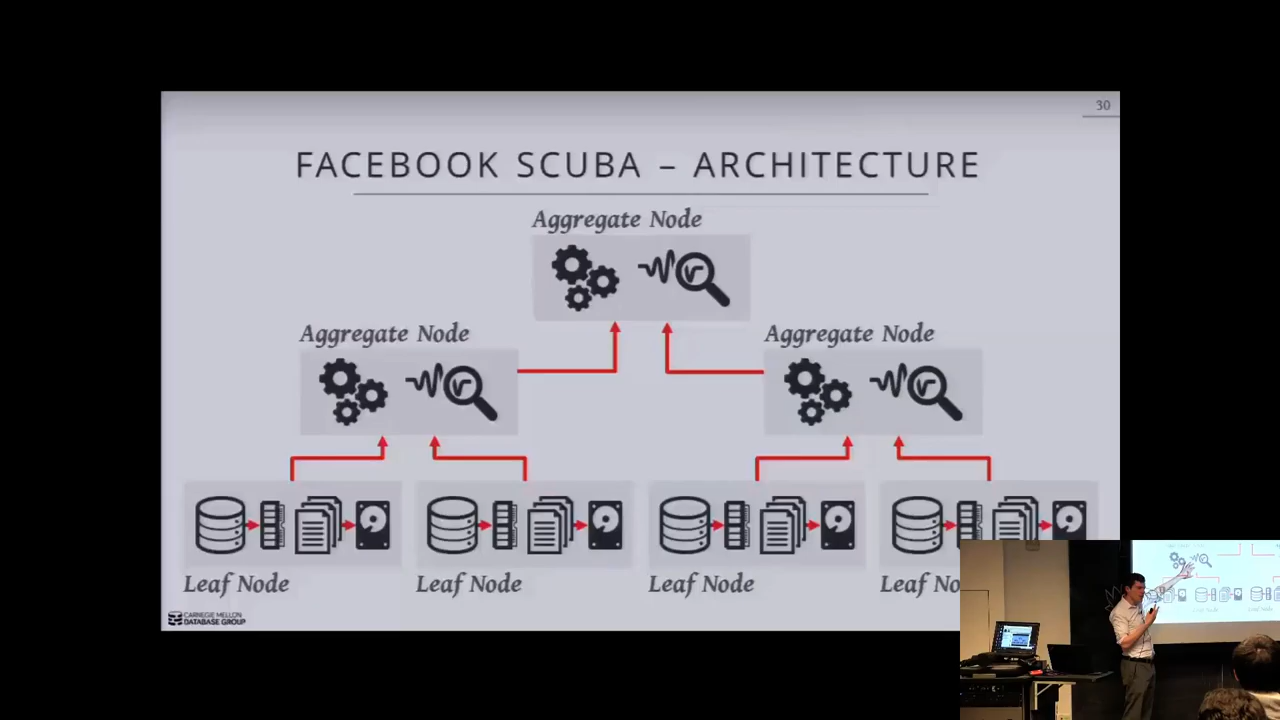 30
FACEBOOK SCUBA – ARCHITECTURE
Aggregate Node
Aggregate Node
Aggregate Node
Leaf Node
Leaf Node
Leaf Node
Leaf No
CARNEGIE MELLON
DATABASE GROUP